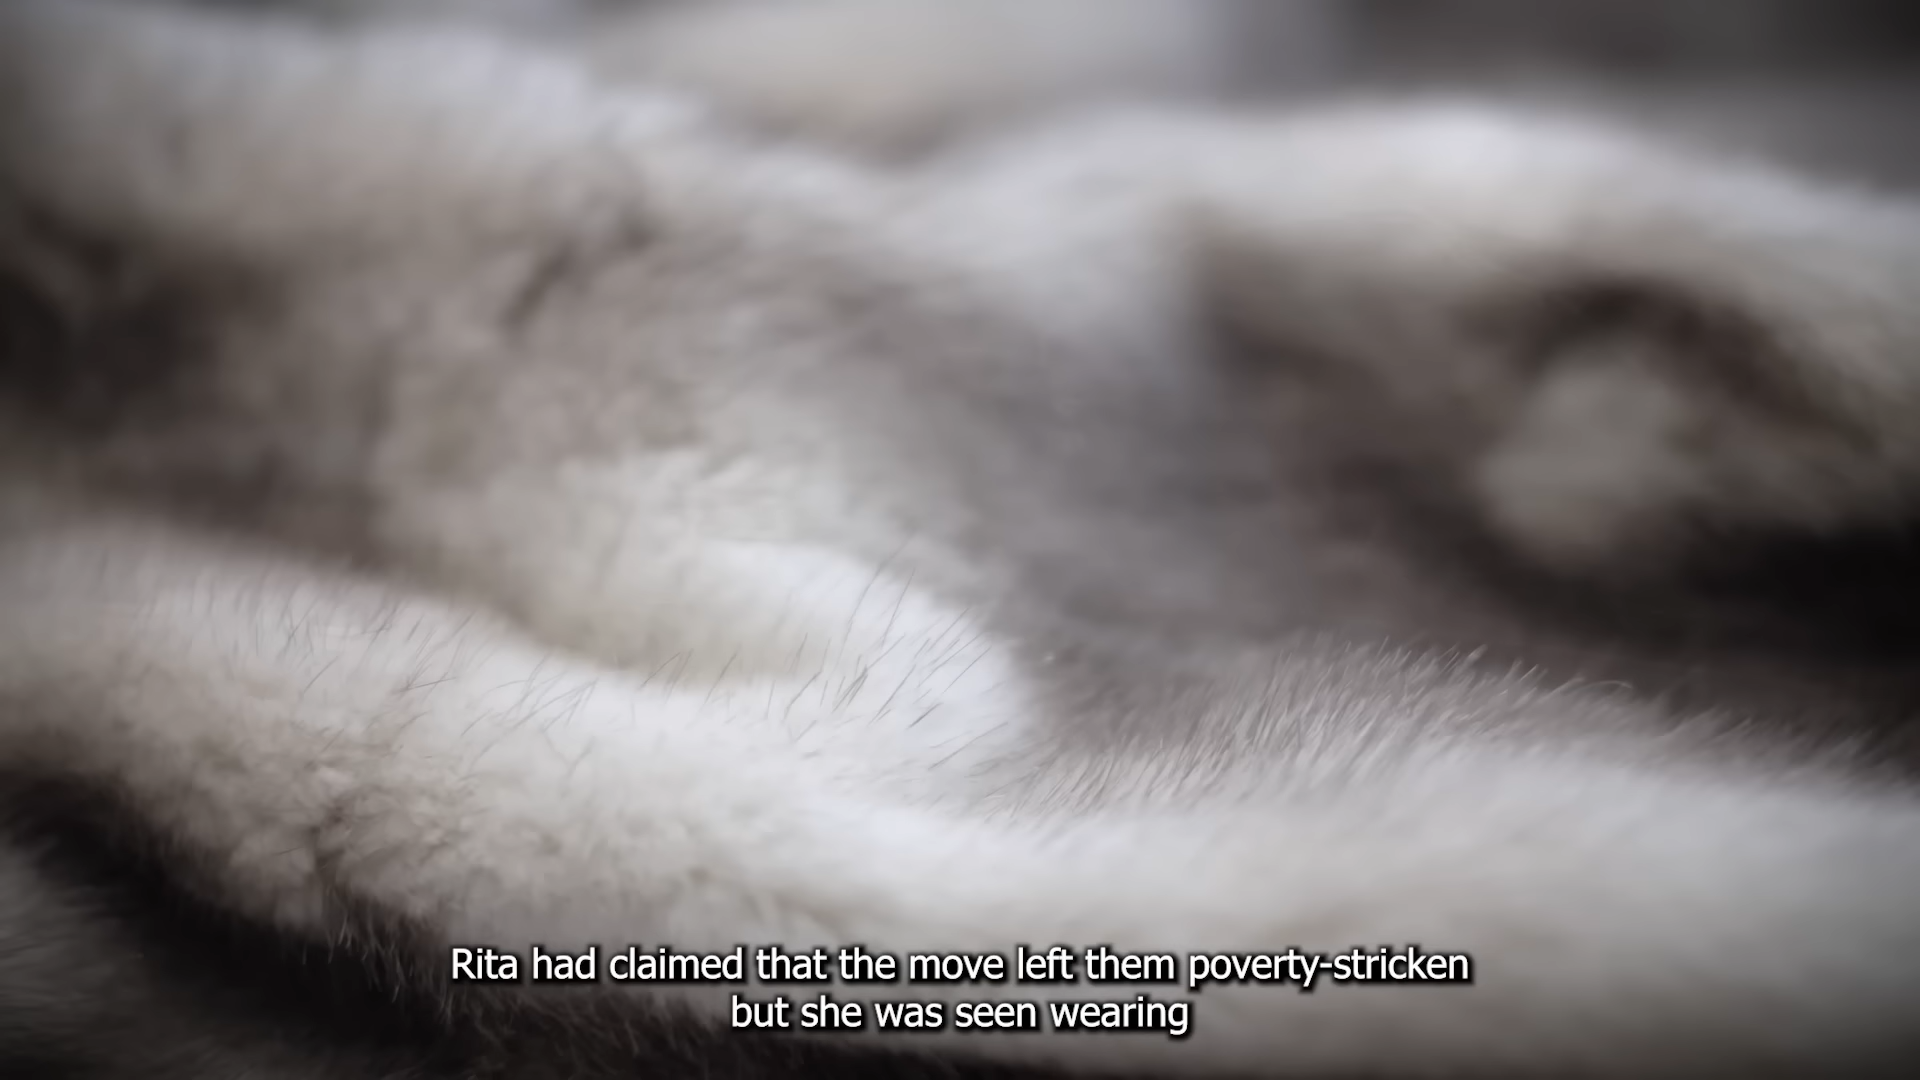 Rita had claimed that the move left them poverty-stricken
but she was seen wearing